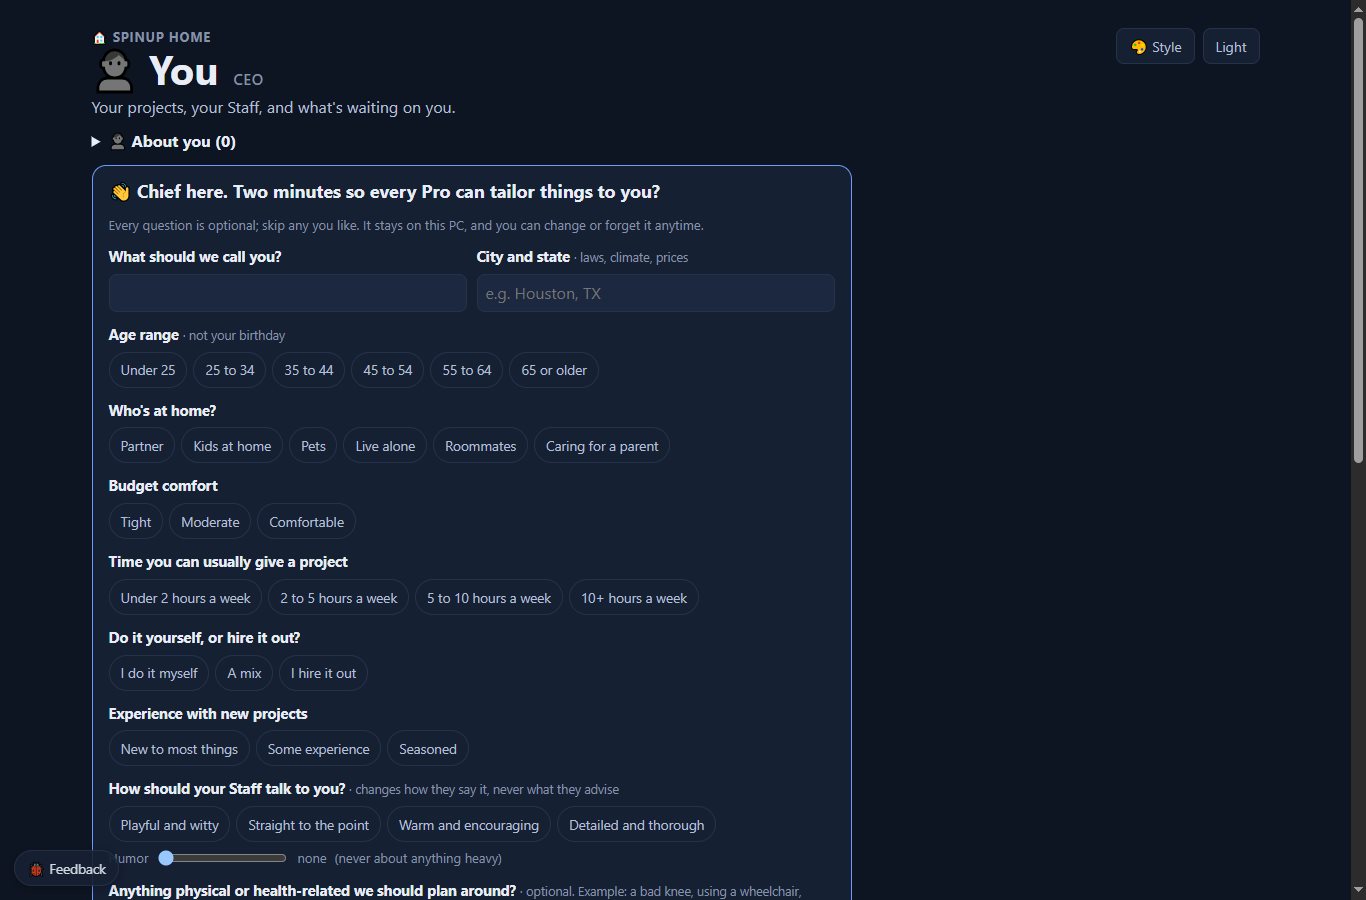 SPINUP HOME
You CEO
Your projects, your Staff, and what's waiting on you.
Style
Light
About you (0)
Chief here. Two minutes so every Pro can tailor things to you?
Every question is optional; skip any you like. It stays on this PC, and you can change or forget it anytime.
What should we call you?
City and state · laws, climate, prices
e.g. Houston, TX
Age range · not your birthday
Under 25 25 to 34 35 to 44 45 to 54 55 to 64 65 or older
Who's at home?
Partner Kids at home Pets Live alone Roommates Caring for a parent
Budget comfort
Tight Moderate Comfortable
Time you can usually give a project
Under 2 hours a week 2 to 5 hours a week 5 to 10 hours a week 10+ hours a week
Do it yourself, or hire it out?
I do it myself A mix I hire it out
Experience with new projects
New to most things Some experience Seasoned
How should your Staff talk to you? · changes how they say it, never what they advise
Playful and witty Straight to the point Warm and encouraging Detailed and thorough
Humor none (never about anything heavy)
Feedback
Anything physical or health-related we should plan around? · optional. Example: a bad knee, using a wheelchair,